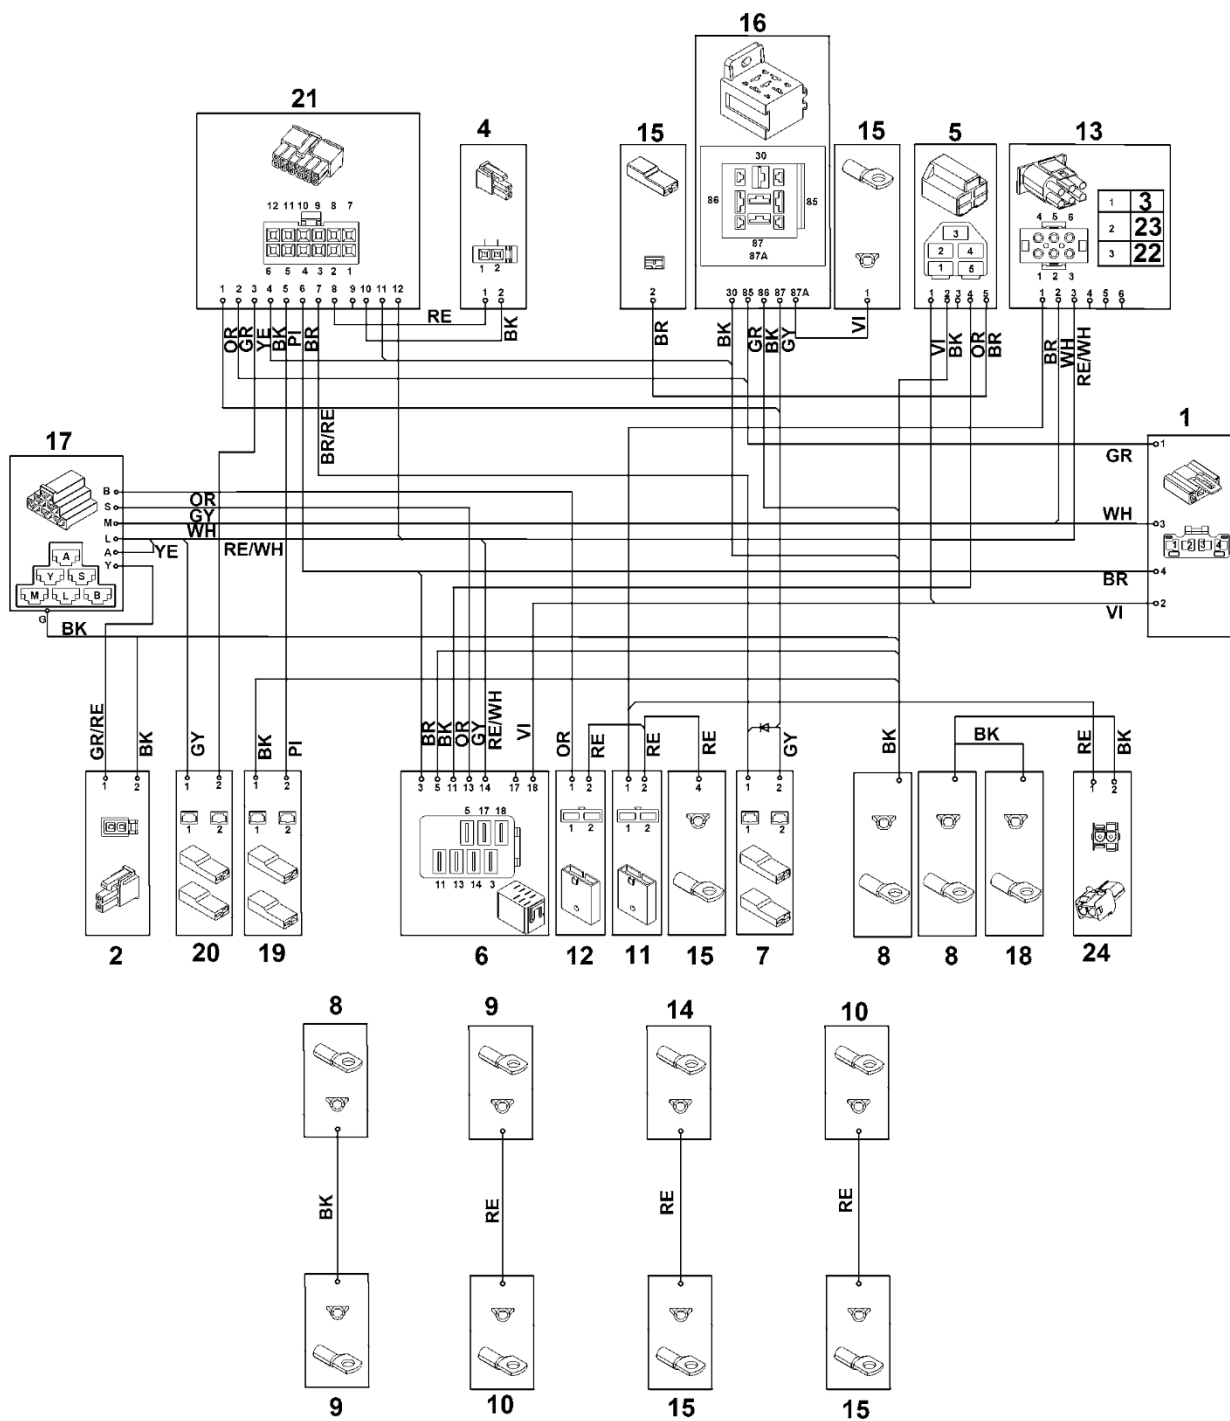 16
21
4
15
15
5
13
12 11 10 9 8 7
6 5 4 3 2 1
1 2 3 4 5 6 7 8 9 10 11 12
1 2
1 2
2
30
86
85
87
87A
30 85 86 87 87A
1
3
2 4
1 5
1 2 3 4 5
1 3
2 23
3 22
4 5 6
1 2 3
1 2 3 4 5 6
OR
GR
YE
BK
PI
BR
RE
BK
BR
BK
GR
BK
GY
VI
VI
BK
OR
BR
BR
WH
RE/WH
BR/RE
17
B
S
M
L
A
Y
G
A
Y S
M L B
OR
GY
WH
YE
RE/WH
BK
1
1
3
4
2
1 2 3 4
GR
WH
BR
VI
GR/RE
BK
GY
BK
PI
BR
BK
OR
GY
RE/WH
VI
OR
RE
RE
RE
GY
BK
BK
RE
BK
1 2
1 2
1 2
3 5 11 13 14 17 18
1 2
1 2
4
1 2
1 2
1 2
1 2
5 17 18
11 13 14 3
1 2
1 2
1 2
2
20
19
6
12
11
15
7
8
8
18
24
8
9
14
10
BK
RE
RE
RE
9
10
15
15